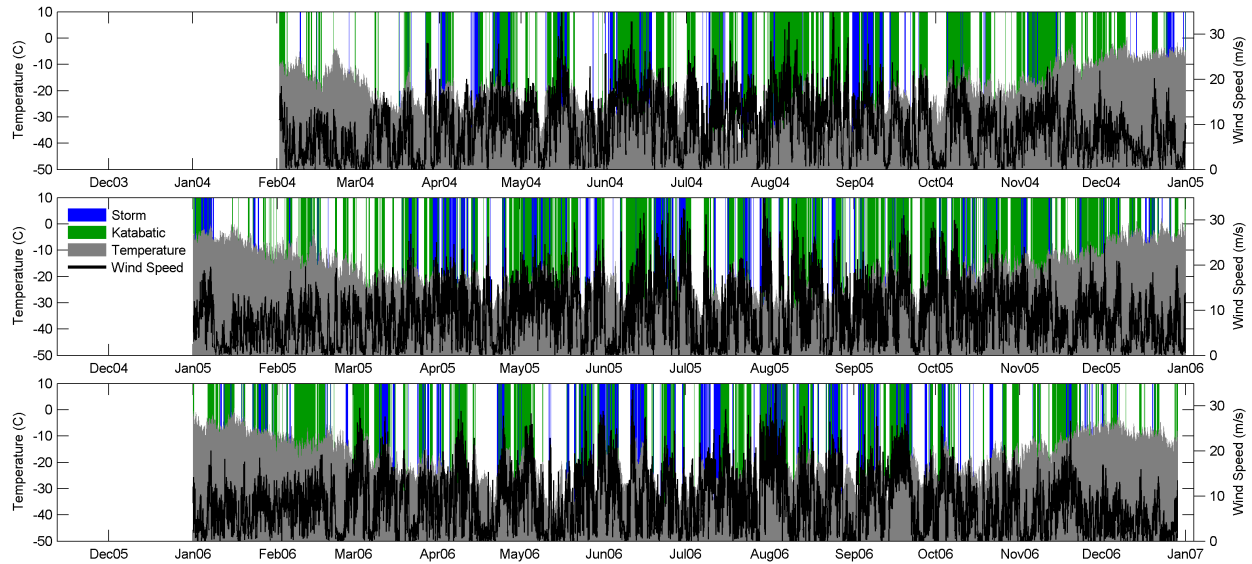 10
0
-10
-20
-30
-40
-50
Temperature (C)
30
20
10
0
Wind Speed (m/s)
Dec03 Jan04 Feb04 Mar04 Apr04 May04 Jun04 Jul04 Aug04 Sep04 Oct04 Nov04 Dec04 Jan05
10
0
-10
-20
-30
-40
-50
Temperature (C)
Storm
Katabatic
Temperature
Wind Speed
30
20
10
0
Wind Speed (m/s)
Dec04 Jan05 Feb05 Mar05 Apr05 May05 Jun05 Jul05 Aug05 Sep05 Oct05 Nov05 Dec05 Jan06
10
0
-10
-20
-30
-40
-50
Temperature (C)
30
20
10
0
Wind Speed (m/s)
Dec05 Jan06 Feb06 Mar06 Apr06 May06 Jun06 Jul06 Aug06 Sep06 Oct06 Nov06 Dec06 Jan07